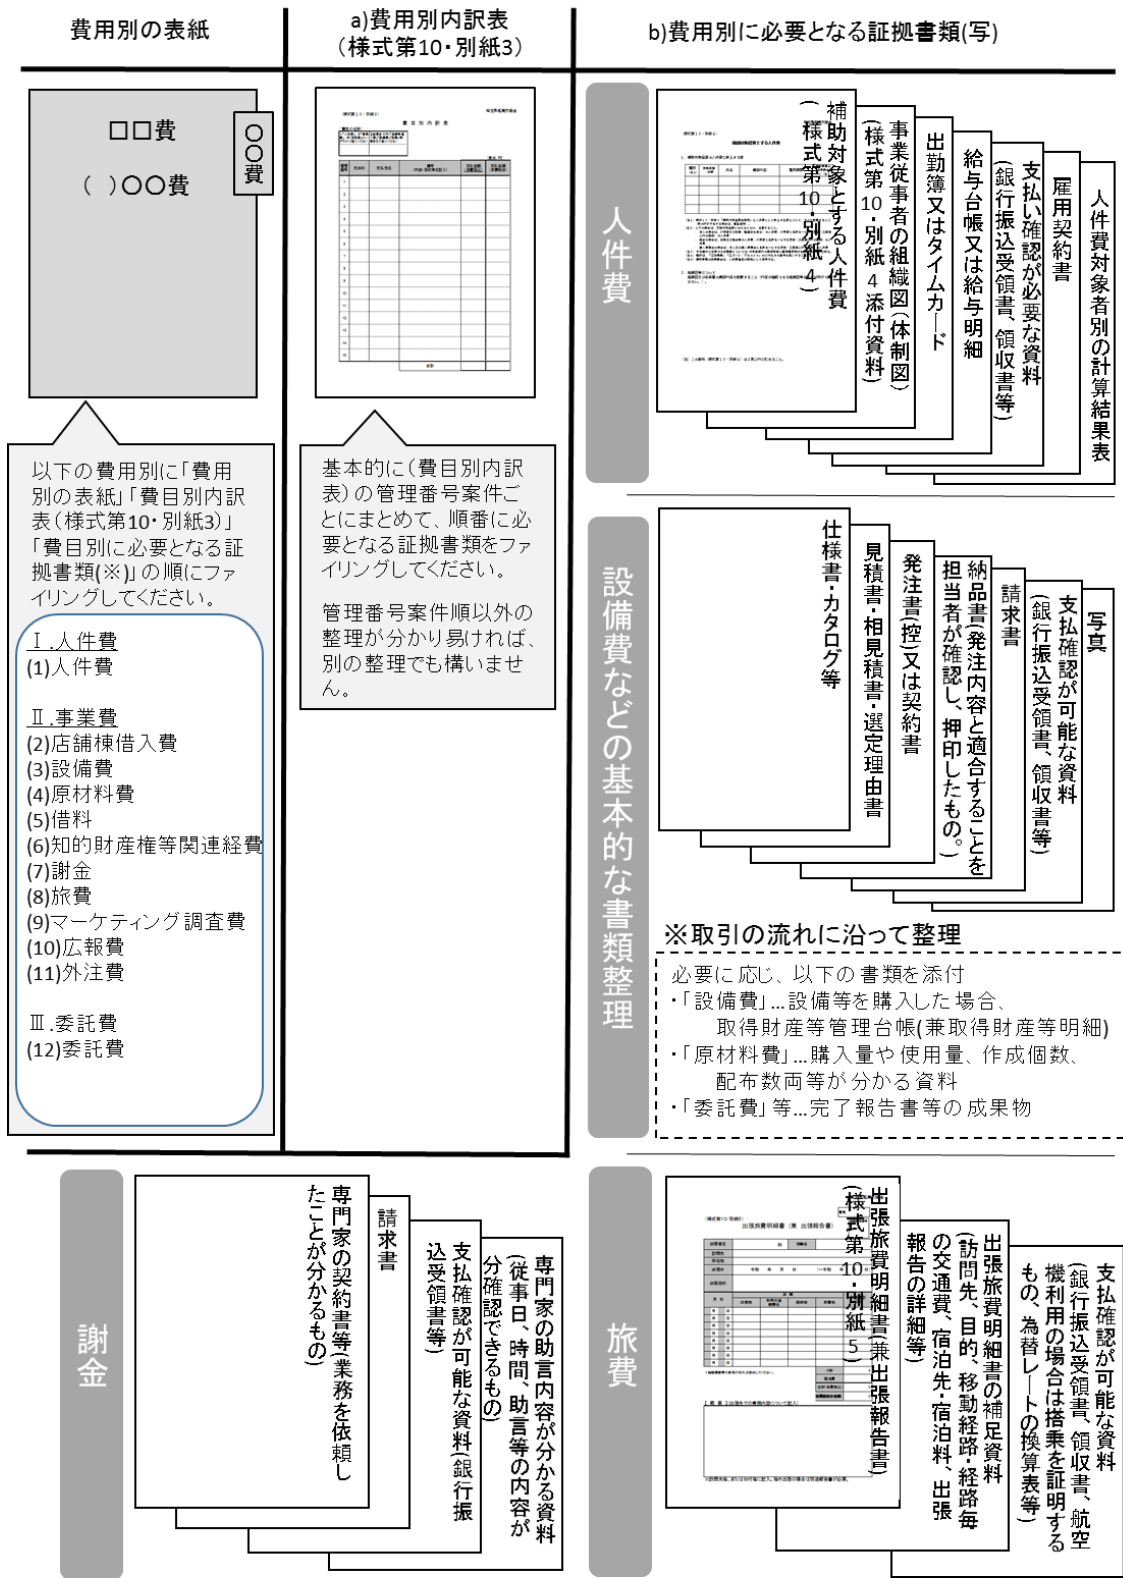 費用別の表紙
a)費用別内訳表
(様式第10・別紙3)
b)費用別に必要となる証拠書類(写)
□□費
( )〇〇費
〇〇費
以下の費用別に「費用
別の表紙」「費目別内訳
表(様式第10・別紙3)」
「費目別に必要となる証
拠書類(※)」の順にファ
イリングしてください。
Ⅰ.人件費
(1)人件費
Ⅱ.事業費
(2)店舗棟借入費
(3)設備費
(4)原材料費
(5)借料
(6)知的財産権等関連経費
(7)謝金
(8)旅費
(9)マーケティング調査費
(10)広報費
(11)外注費
Ⅲ.委託費
(12)委託費
費目別内訳表
基本的に(費目別内訳
表)の管理番号案件ご
とにまとめて、順番に必
要となる証拠書類をファ
イリングしてください。
管理番号案件順以外の
整理が分かり易ければ、
別の整理でも構いませ
ん。
人件費
補助対象とする人件費
(様式第10・別紙4)
事業従事者の組織図(体制図)
(様式第10・別紙4添付資料)
出勤簿又はタイムカード
給与台帳又は給与明細
支払い確認が必要な資料
(銀行振込受領書、領収書等)
雇用契約書
人件費対象者別の計算結果表
設備費などの基本的な書類整理
仕様書・カタログ等
見積書・相見積書・選定理由書
発注書(控)又は契約書
納品書(発注内容と適合することを
担当者が確認し、押印したもの。)
請求書
支払確認が可能な資料
(銀行振込受領書、領収書等)
写真
※取引の流れに沿って整理
必要に応じ、以下の書類を添付
・「設備費」…設備等を購入した場合、
取得財産等管理台帳(兼取得財産等明細)
・「原材料費」…購入量や使用量、作成個数、
配布数両等が分かる資料
・「委託費」等…完了報告書等の成果物
謝金
専門家の契約書等(業務を依頼し
たことが分かるもの)
請求書
支払確認が可能な資料(銀行振
込受領書等)
専門家の助言内容が分かる資料
(従事日、時間、助言等の内容が
分確認できるもの)
旅費
出張旅費明細書(兼 出張報告書)
出張旅費明細書(兼出張報告書)
(様式第10・別紙5)
出張旅費明細書の補足資料
(訪問先、目的、移動経路・経路毎
の交通費、宿泊先・宿泊料、出張
報告の詳細等)
支払確認が可能な資料
(銀行振込受領書、領収書、航空
機利用の場合は搭乗を証明する
もの、為替レートの換算表等)